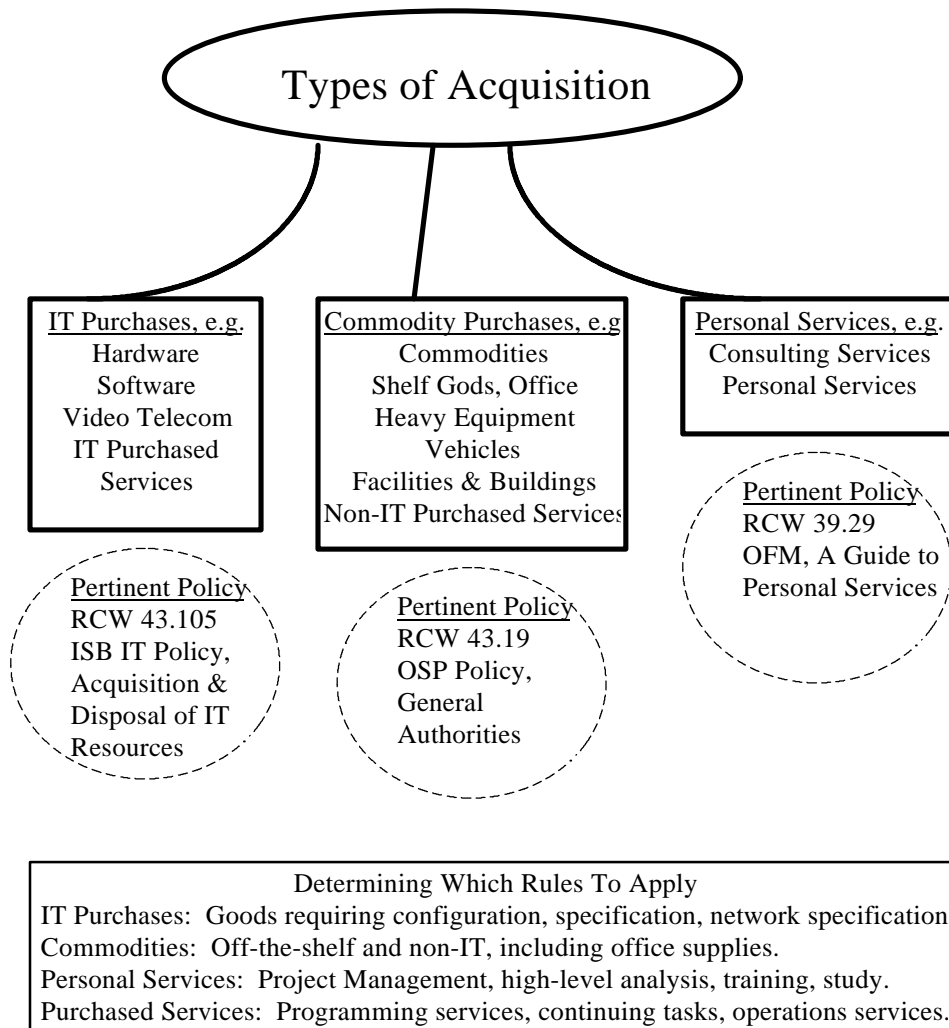 Types of Acquisition
IT Purchases, e.g.
Hardware
Software
Video Telecom
IT Purchased
Services
Commodity Purchases, e.g
Commodities
Shelf Gods, Office
Heavy Equipment
Vehicles
Facilities & Buildings
Non-IT Purchased Services
Personal Services, e.g.
Consulting Services
Personal Services
Pertinent Policy
RCW 43.105
ISB IT Policy,
Acquisition &
Disposal of IT
Resources
Pertinent Policy
RCW 43.19
OSP Policy,
General
Authorities
Pertinent Policy
RCW 39.29
OFM, A Guide to
Personal Services
Determining Which Rules To Apply
IT Purchases: Goods requiring configuration, specification, network specification
Commodities: Off-the-shelf and non-IT, including office supplies.
Personal Services: Project Management, high-level analysis, training, study.
Purchased Services: Programming services, continuing tasks, operations services.